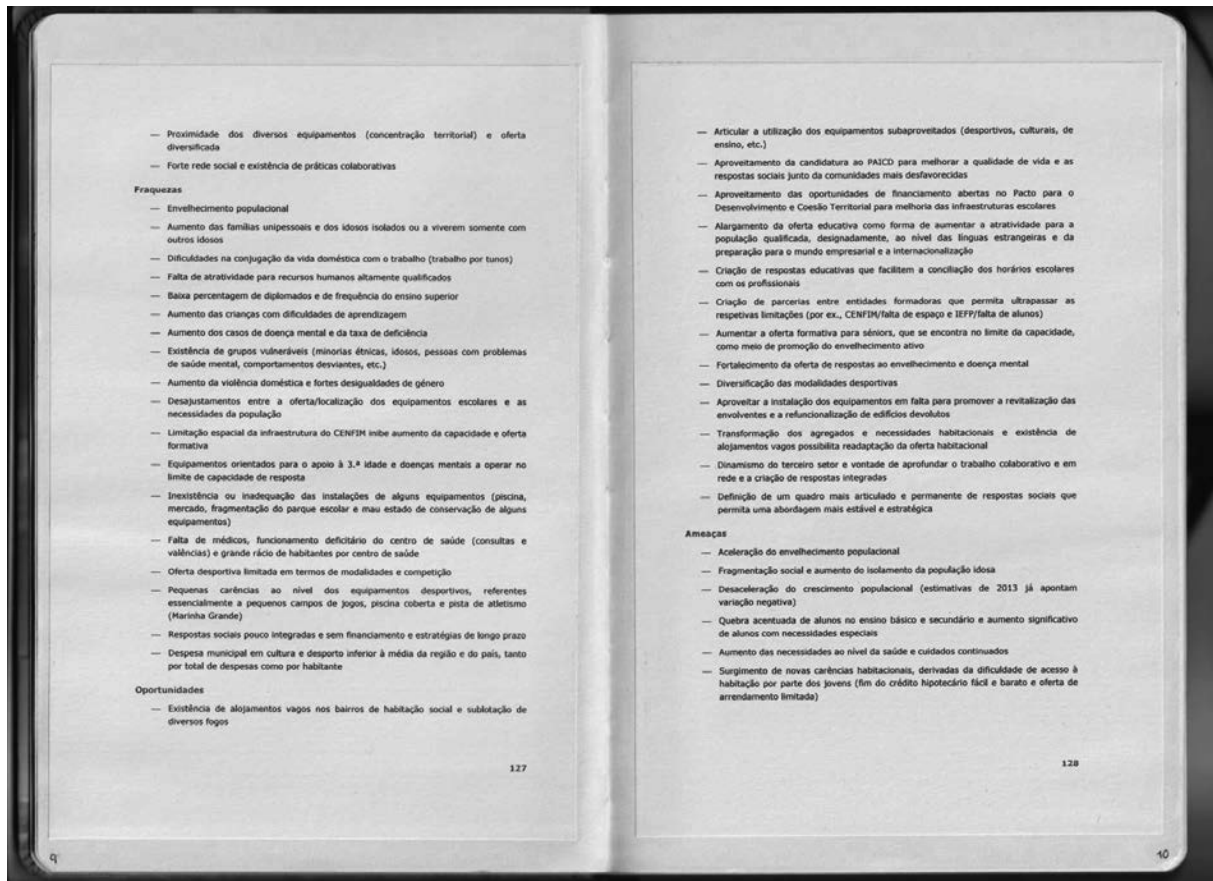 — Proximidade dos diversos equipamentos (concentração territorial) e oferta
diversificada
— Forte rede social e existência de práticas colaborativas
Fraquezas
— Envelhecimento populacional
— Aumento das famílias unipessoais e dos idosos isolados ou a viverem somente com
outros idosos
— Dificuldades na conjugação da vida doméstica com o trabalho (trabalho por tunos)
— Falta de atratividade para recursos humanos altamente qualificados
— Baixa percentagem de diplomados e de frequência do ensino superior
— Aumento das crianças com dificuldades de aprendizagem
— Aumento dos casos de doença mental e da taxa de deficiência
— Existência de grupos vulneráveis (minorias étnicas, idosos, pessoas com problemas
de saúde mental, comportamentos desviantes, etc.)
— Aumento da violência doméstica e fortes desigualdades de género
— Desajustamentos entre a oferta/localização dos equipamentos escolares e as
necessidades da população
— Limitação espacial da infraestrutura do CENFIM inibe aumento da capacidade e oferta
formativa
— Equipamentos orientados para o apoio à 3.ª idade e doenças mentais a operar no
limite de capacidade de resposta
— Inexistência ou inadequação das instalações de alguns equipamentos (piscina,
mercado, fragmentação do parque escolar e mau estado de conservação de alguns
equipamentos)
— Falta de médicos, funcionamento deficitário do centro de saúde (consultas e
valências) e grande rácio de habitantes por centro de saúde
— Oferta desportiva limitada em termos de modalidades e competição
— Pequenas carências ao nível dos equipamentos desportivos, referentes
essencialmente a pequenos campos de jogos, piscina coberta e pista de atletismo
(Marinha Grande)
— Respostas sociais pouco integradas e sem financiamento e estratégias de longo prazo
— Despesa municipal em cultura e desporto inferior à média da região e do país, tanto
por total de despesas como por habitante
Oportunidades
— Existência de alojamentos vagos nos bairros de habitação social e sublotação de
diversos fogos
127
9
— Articular a utilização dos equipamentos subaproveitados (desportivos, culturais, de
ensino, etc.)
— Aproveitamento da candidatura ao PAICD para melhorar a qualidade de vida e as
respostas sociais junto da comunidades mais desfavorecidas
— Aproveitamento das oportunidades de financiamento abertas no Pacto para o
Desenvolvimento e Coesão Territorial para melhoria das infraestruturas escolares
— Alargamento da oferta educativa como forma de aumentar a atratividade para a
população qualificada, designadamente, ao nível das línguas estrangeiras e da
preparação para o mundo empresarial e a internacionalização
— Criação de respostas educativas que facilitem a conciliação dos horários escolares
com os profissionais
— Criação de parcerias entre entidades formadoras que permita ultrapassar as
respetivas limitações (por ex., CENFIM/falta de espaço e IEFP/falta de alunos)
— Aumentar a oferta formativa para séniors, que se encontra no limite da capacidade,
como meio de promoção do envelhecimento ativo
— Fortalecimento da oferta de respostas ao envelhecimento e doença mental
— Diversificação das modalidades desportivas
— Aproveitar a instalação dos equipamentos em falta para promover a revitalização das
envolventes e a refuncionalização de edifícios devolutos
— Transformação dos agregados e necessidades habitacionais e existência de
alojamentos vagos possibilita readaptação da oferta habitacional
— Dinamismo do terceiro setor e vontade de aprofundar o trabalho colaborativo e em
rede e a criação de respostas integradas
— Definição de um quadro mais articulado e permanente de respostas sociais que
permita uma abordagem mais estável e estratégica
Ameaças
— Aceleração do envelhecimento populacional
— Fragmentação social e aumento do isolamento da população idosa
— Desaceleração do crescimento populacional (estimativas de 2013 já apontam
variação negativa)
— Quebra acentuada de alunos no ensino básico e secundário e aumento significativo
de alunos com necessidades especiais
— Aumento das necessidades ao nível da saúde e cuidados continuados
— Surgimento de novas carências habitacionais, derivadas da dificuldade de acesso à
habitação por parte dos jovens (fim do crédito hipotecário fácil e barato e oferta de
arrendamento limitada)
128
10